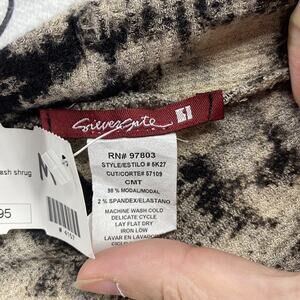 Silvergate
RN# 97803
STYLE/ESTILO # 5K27
CUT/CORTE# 57109
CMT
98 % MODAL/MODAL
2 % SPANDEX/ELASTANO
MACHINE WASH COLD
DELICATE CYCLE
LAY FLAT DRY
IRON LOW
LAVAR EN LAVADORA
ash shrug
95